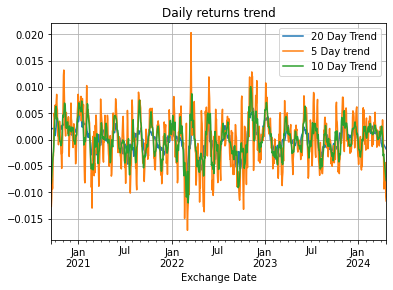 Daily returns trend
20 Day Trend
5 Day trend
10 Day Trend
0.020
0.015
0.010
0.005
0.000
−0.005
−0.010
−0.015
Jan Jul Jan Jul Jan Jul Jan
2021 2022 2023 2024
Exchange Date